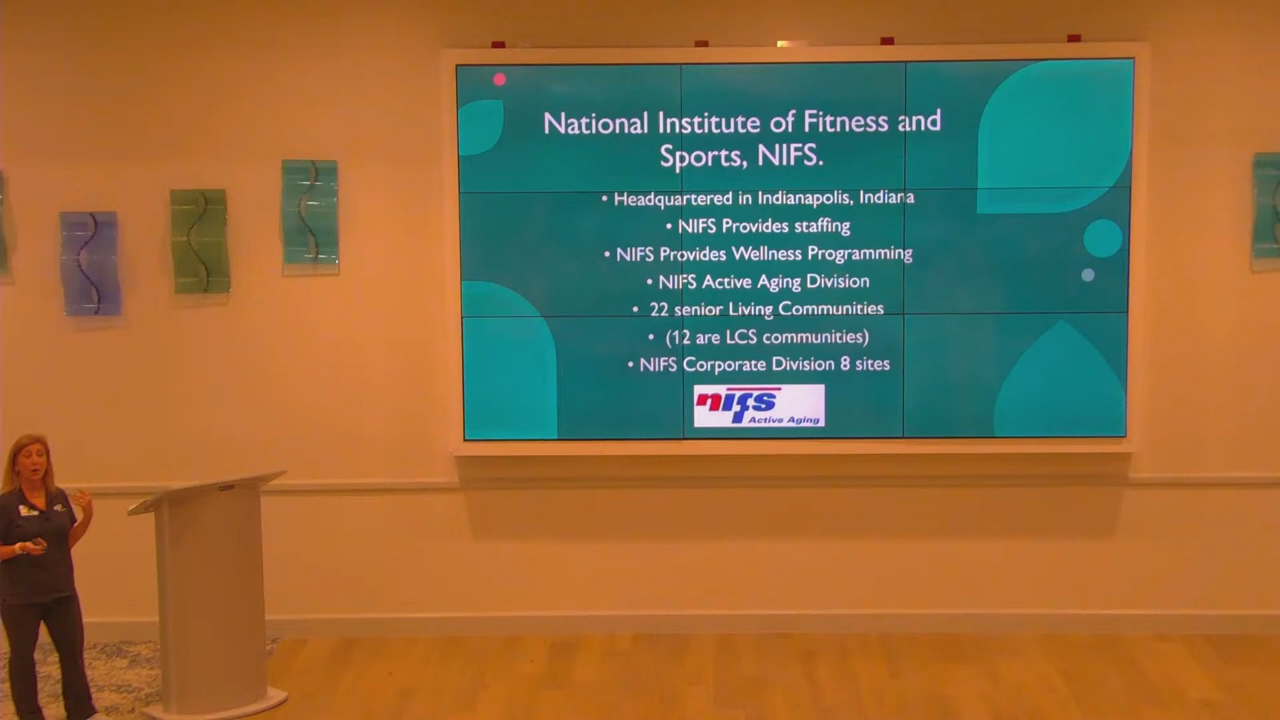 National Institute of Fitness and
Sports, NIFS.
• Headquartered in Indianapolis, Indiana
• NIFS Provides staffing
• NIFS Provides Wellness Programming
• NIFS Active Aging Division
• 22 senior Living Communities
• (12 are LCS communities)
• NIFS Corporate Division 8 sites
nifs
Active Aging